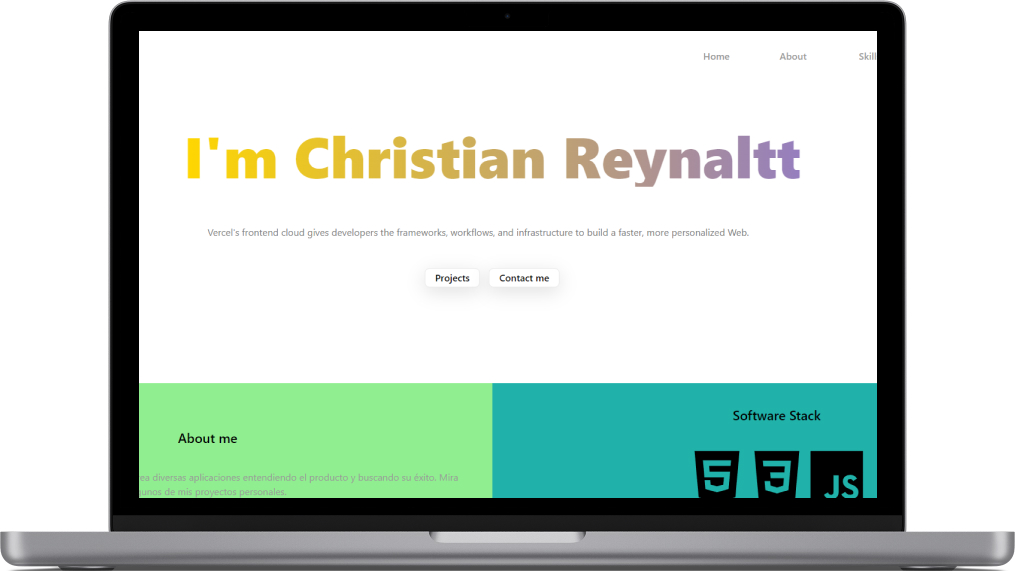 Home About Skill
I'm Christian Reynaltt
Vercel's frontend cloud gives developers the frameworks, workflows, and infrastructure to build a faster, more personalized Web.
Projects Contact me
Software Stack
About me
diversas aplicaciones entendiendo el producto y buscando su éxito. Mira
de mis proyectos personales.
5 3 JS